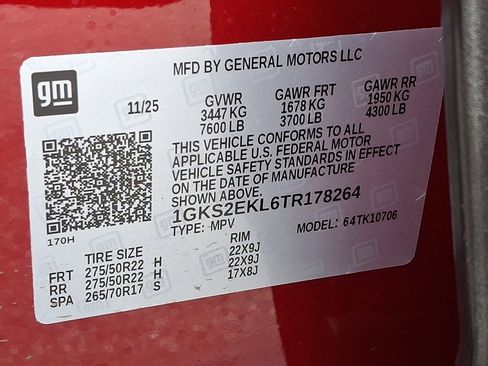 MFD BY GENERAL MOTORS LLC
gm
11/25 GVWR GAWR FRT GAWR RR
3447 KG 1678 KG 1950 KG
7600 LB 3700 LB 4300 LB
THIS VEHICLE CONFORMS TO ALL
APPLICABLE U.S. FEDERAL MOTOR
VEHICLE SAFETY STANDARDS IN EFFECT
ON THE DATE OF MANUFACTURE
SHOWN ABOVE.
1GKS2EKL6TR178264
TYPE: MPV MODEL: 64TK10706
170H
TIRE SIZE RIM
FRT 275/50R22 H 22X9J
RR 275/50R22 H 22X9J
SPA 265/70R17 S 17X8J